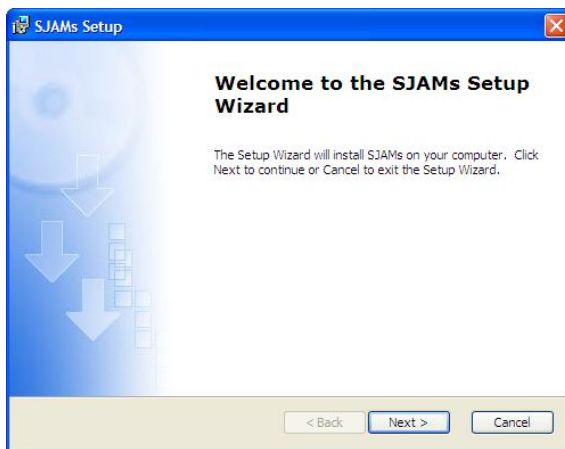 SJAMs Setup
Welcome to the SJAMs Setup
Wizard
The Setup Wizard will install SJAMs on your computer. Click
Next to continue or Cancel to exit the Setup Wizard.
< Back
Next >
Cancel